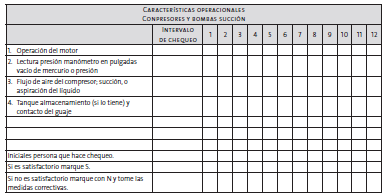 CARACTERÍSTICAS OPERACIONALES
CONPRESORES Y BOMBAS SUCCIÓN
INTERVALO
DE CHEQUEO
1 2 3 4 5 6 7 8 9 10 11 12
1. Operación del motor
2. Lectura presión manómetro en pulgadas
vacío de mercurio o presión
3. Flujo de aire del compresor; succión, o
aspiración del líquido
4. Tanque almacenamiento (si lo tiene) y
contacto del guaje
Iniciales persona que hace chequeo.
Si es satisfactorio marque S.
Si no es satisfactorio marque con N y tome las
medidas correctivas.